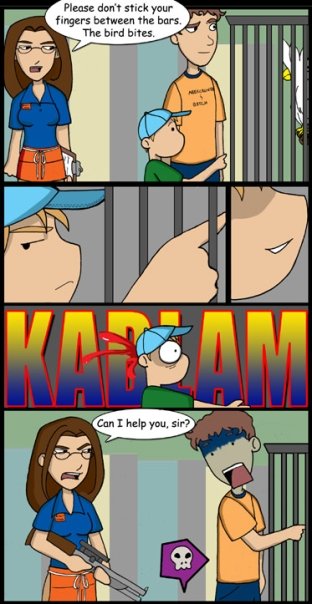 Please don't stick your
fingers between the bars.
The bird bites.
KABLAM
Can I help you, sir?